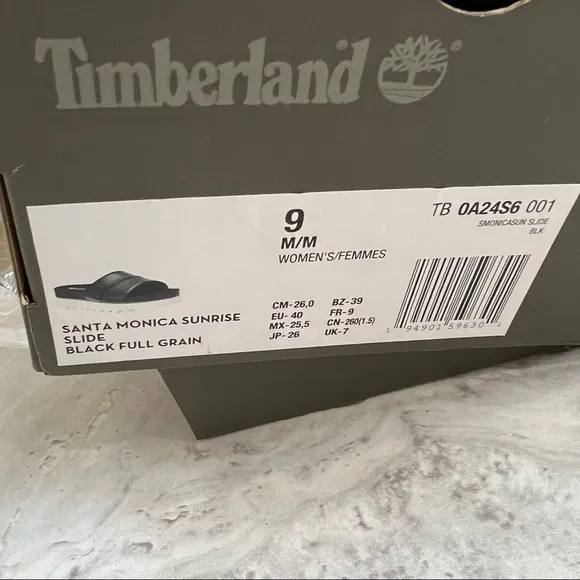 Timberland®
9
M/M
WOMEN'S/FEMMES
TB 0A24S6 001
SMONICASUN SLIDE
BLK
SANTA MONICA SUNRISE
SLIDE
BLACK FULL GRAIN
CM-26,0 BZ-39
EU- 40 FR-9
MX-25,5 CN-260(1.5)
JP- 26 UK-7
1 94901 59630 1